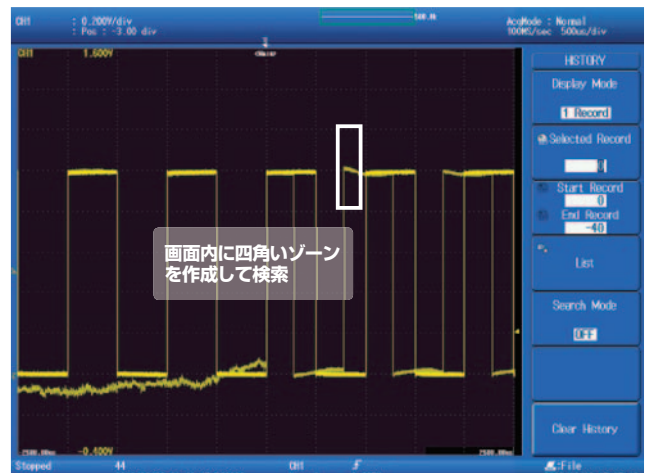 CH1 : 0.200V/div
: Pos : -3.00 div
500.0k
AcqMode : Normal
100MS/sec 500us/div
CH1 1.600V
HISTORY
Display Mode
1 Record
Selected Record
0
Start Record
0
End Record
-40
List
Search Mode
OFF
Clear History
画面内に四角いゾーン
を作成して検索
-0.400V
Stopped 44 CH1 File